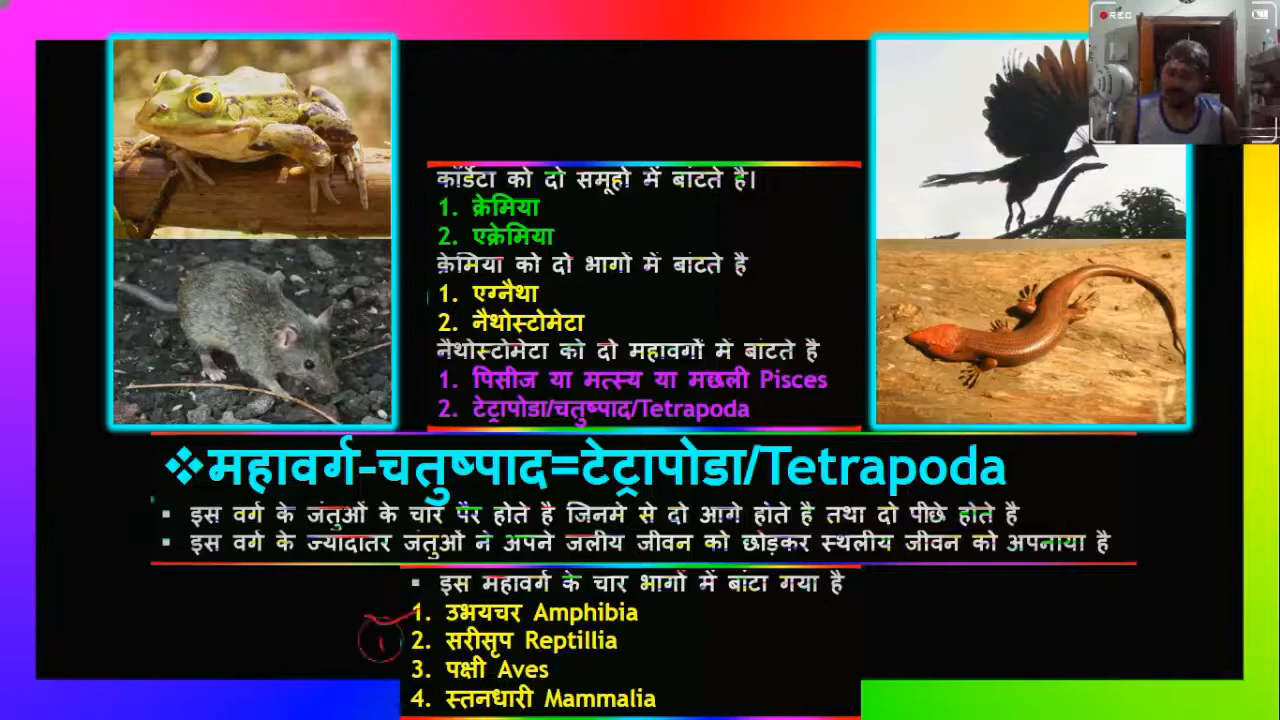 REC
कॉर्डेटा को दो समूहो में बांटते है।
1. क्रेमिया
2. एक्रेमिया
क्रेमिया को दो भागों में बांटते है
1. एग्नैथा
2. नैथोस्टोमेटा
नैथोस्टोमेटा को दो महावर्गों में बांटते है
1. पिसीज या मत्स्य या मछली Pisces
2. टेट्रापोडा/चतुष्पाद/Tetrapoda
❖महावर्ग-चतुष्पाद=टेट्रापोडा/Tetrapoda
▪ इस वर्ग के जंतुओं के चार पैर होते है जिनमे से दो आगे होते है तथा दो पीछे होते है
▪ इस वर्ग के ज्यादातर जंतुओं ने अपने जलीय जीवन को छोड़कर स्थलीय जीवन को अपनाया है
▪ इस महावर्ग के चार भागों में बांटा गया है
1. उभयचर Amphibia
2. सरीसृप Reptillia
3. पक्षी Aves
4. स्तनधारी Mammalia